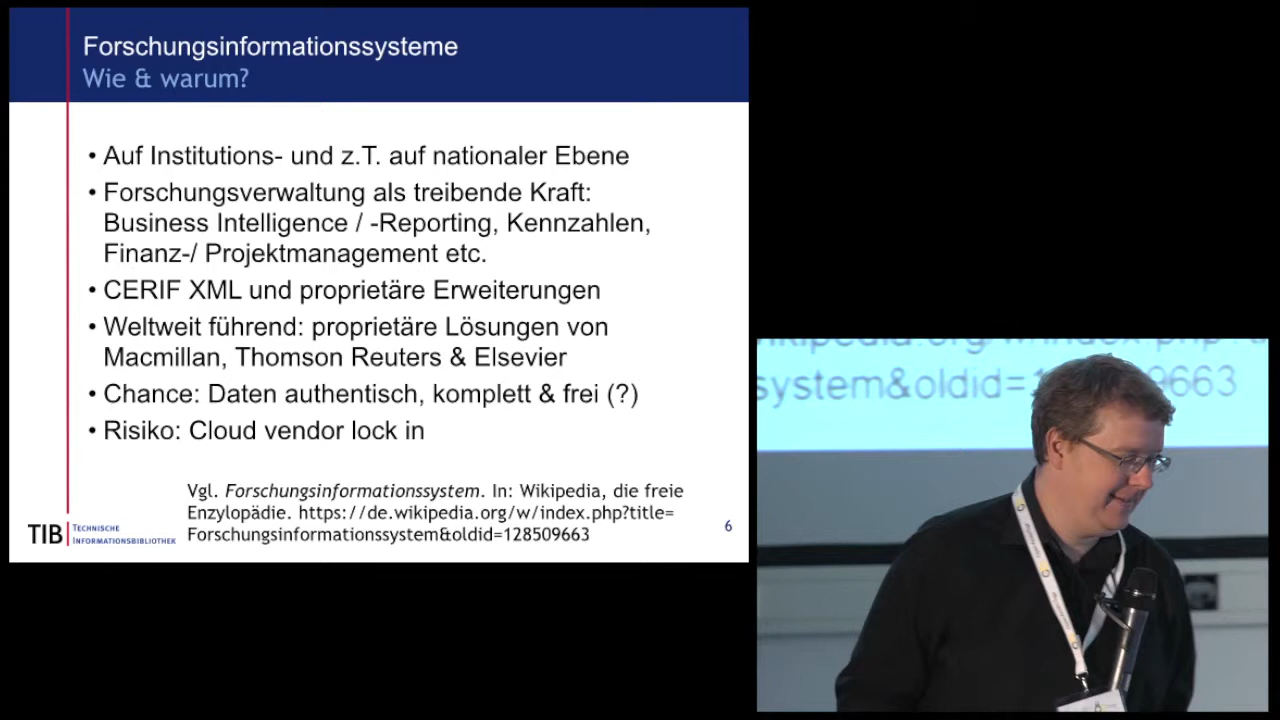 Forschungsinformationssysteme
Wie & warum?
• Auf Institutions- und z.T. auf nationaler Ebene
• Forschungsverwaltung als treibende Kraft:
Business Intelligence / -Reporting, Kennzahlen,
Finanz-/ Projektmanagement etc.
• CERIF XML und proprietäre Erweiterungen
• Weltweit führend: proprietäre Lösungen von
Macmillan, Thomson Reuters & Elsevier
• Chance: Daten authentisch, komplett & frei (?)
• Risiko: Cloud vendor lock in
Vgl. Forschungsinformationssystem. In: Wikipedia, die freie
Enzylopädie. https://de.wikipedia.org/w/index.php?title=
Forschungsinformationssystem&oldid=128509663
TIB TECHNISCHE
INFORMATIONSBIBLIOTHEK
6
wikipedia.org/w/index.php?ti
system&oldid=1 9663